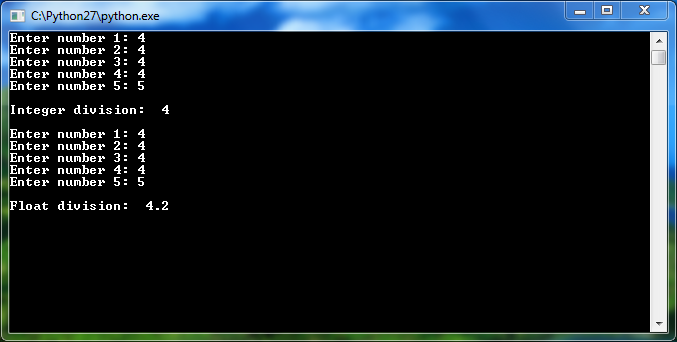 C:\Python27\python.exe
Enter number 1: 4
Enter number 2: 4
Enter number 3: 4
Enter number 4: 4
Enter number 5: 5
Integer division:  4
Enter number 1: 4
Enter number 2: 4
Enter number 3: 4
Enter number 4: 4
Enter number 5: 5
Float division:  4.2